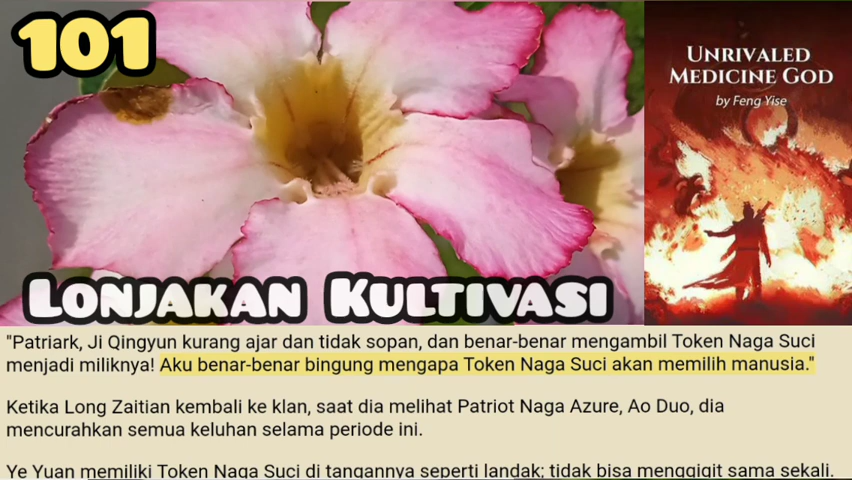 101
UNRIVALED
MEDICINE GOD
by Feng Yise
LONJAKAN KULTIVASI
"Patriark, Ji Qingyun kurang ajar dan tidak sopan, dan benar-benar mengambil Token Naga Suci
menjadi miliknya! Aku benar-benar bingung mengapa Token Naga Suci akan memilih manusia."
Ketika Long Zaitian kembali ke klan, saat dia melihat Patriot Naga Azure, Ao Duo, dia
mencurahkan semua keluhan selama periode ini.
Ye Yuan memiliki Token Naga Suci di tangannya seperti landak; tidak bisa menggigit sama sekali.